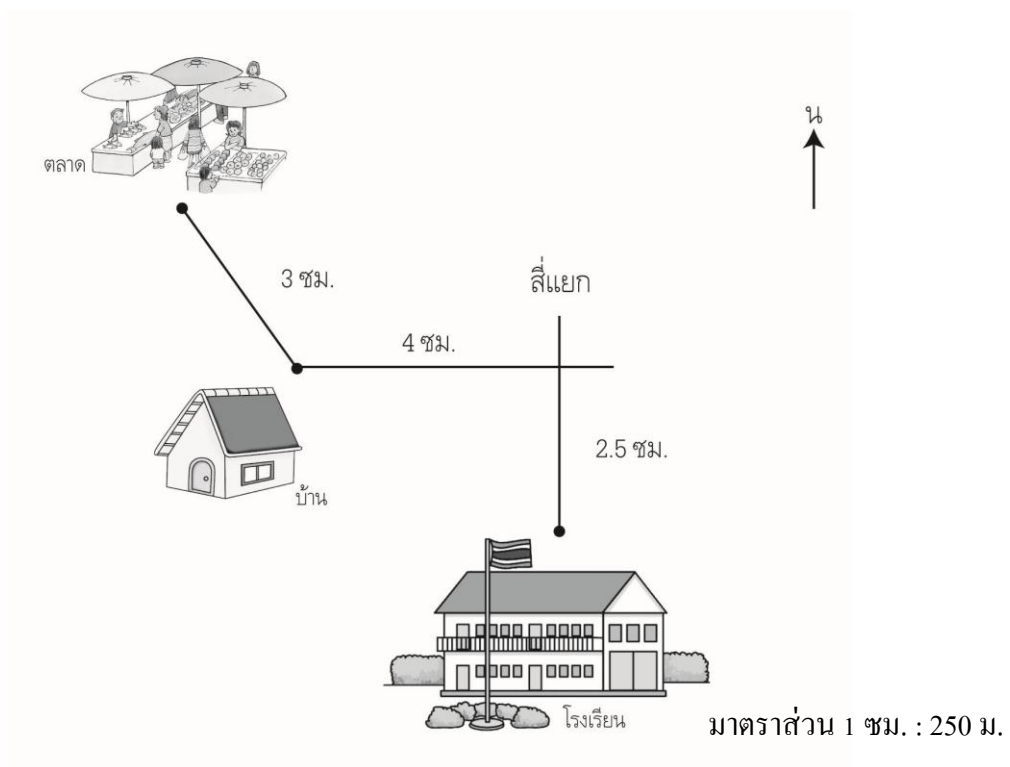 น
ตลาด
3 ซม.
สี่แยก
4 ซม.
2.5 ซม.
บ้าน
โรงเรียน
มาตราส่วน 1 ซม. : 250 ม.